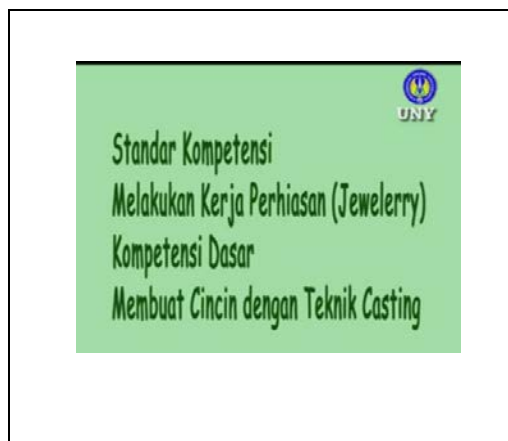 UNY
Standar Kompetensi
Melakukan Kerja Perhiasan (Jewelerry)
Kompetensi Dasar
Membuat Cincin dengan Teknik Casting